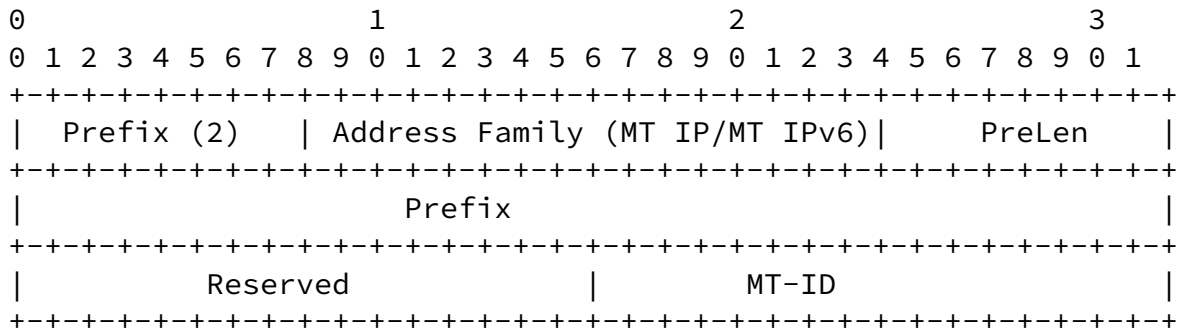 0                   1                   2                   3
0 1 2 3 4 5 6 7 8 9 0 1 2 3 4 5 6 7 8 9 0 1 2 3 4 5 6 7 8 9 0 1
+-+-+-+-+-+-+-+-+-+-+-+-+-+-+-+-+-+-+-+-+-+-+-+-+-+-+-+-+-+-+-+-+
|  Prefix (2)   | Address Family (MT IP/MT IPv6)|     PreLen    |
+-+-+-+-+-+-+-+-+-+-+-+-+-+-+-+-+-+-+-+-+-+-+-+-+-+-+-+-+-+-+-+-+
|                     Prefix                                    |
+-+-+-+-+-+-+-+-+-+-+-+-+-+-+-+-+-+-+-+-+-+-+-+-+-+-+-+-+-+-+-+-+
|          Reserved             |        MT-ID                  |
+-+-+-+-+-+-+-+-+-+-+-+-+-+-+-+-+-+-+-+-+-+-+-+-+-+-+-+-+-+-+-+-+